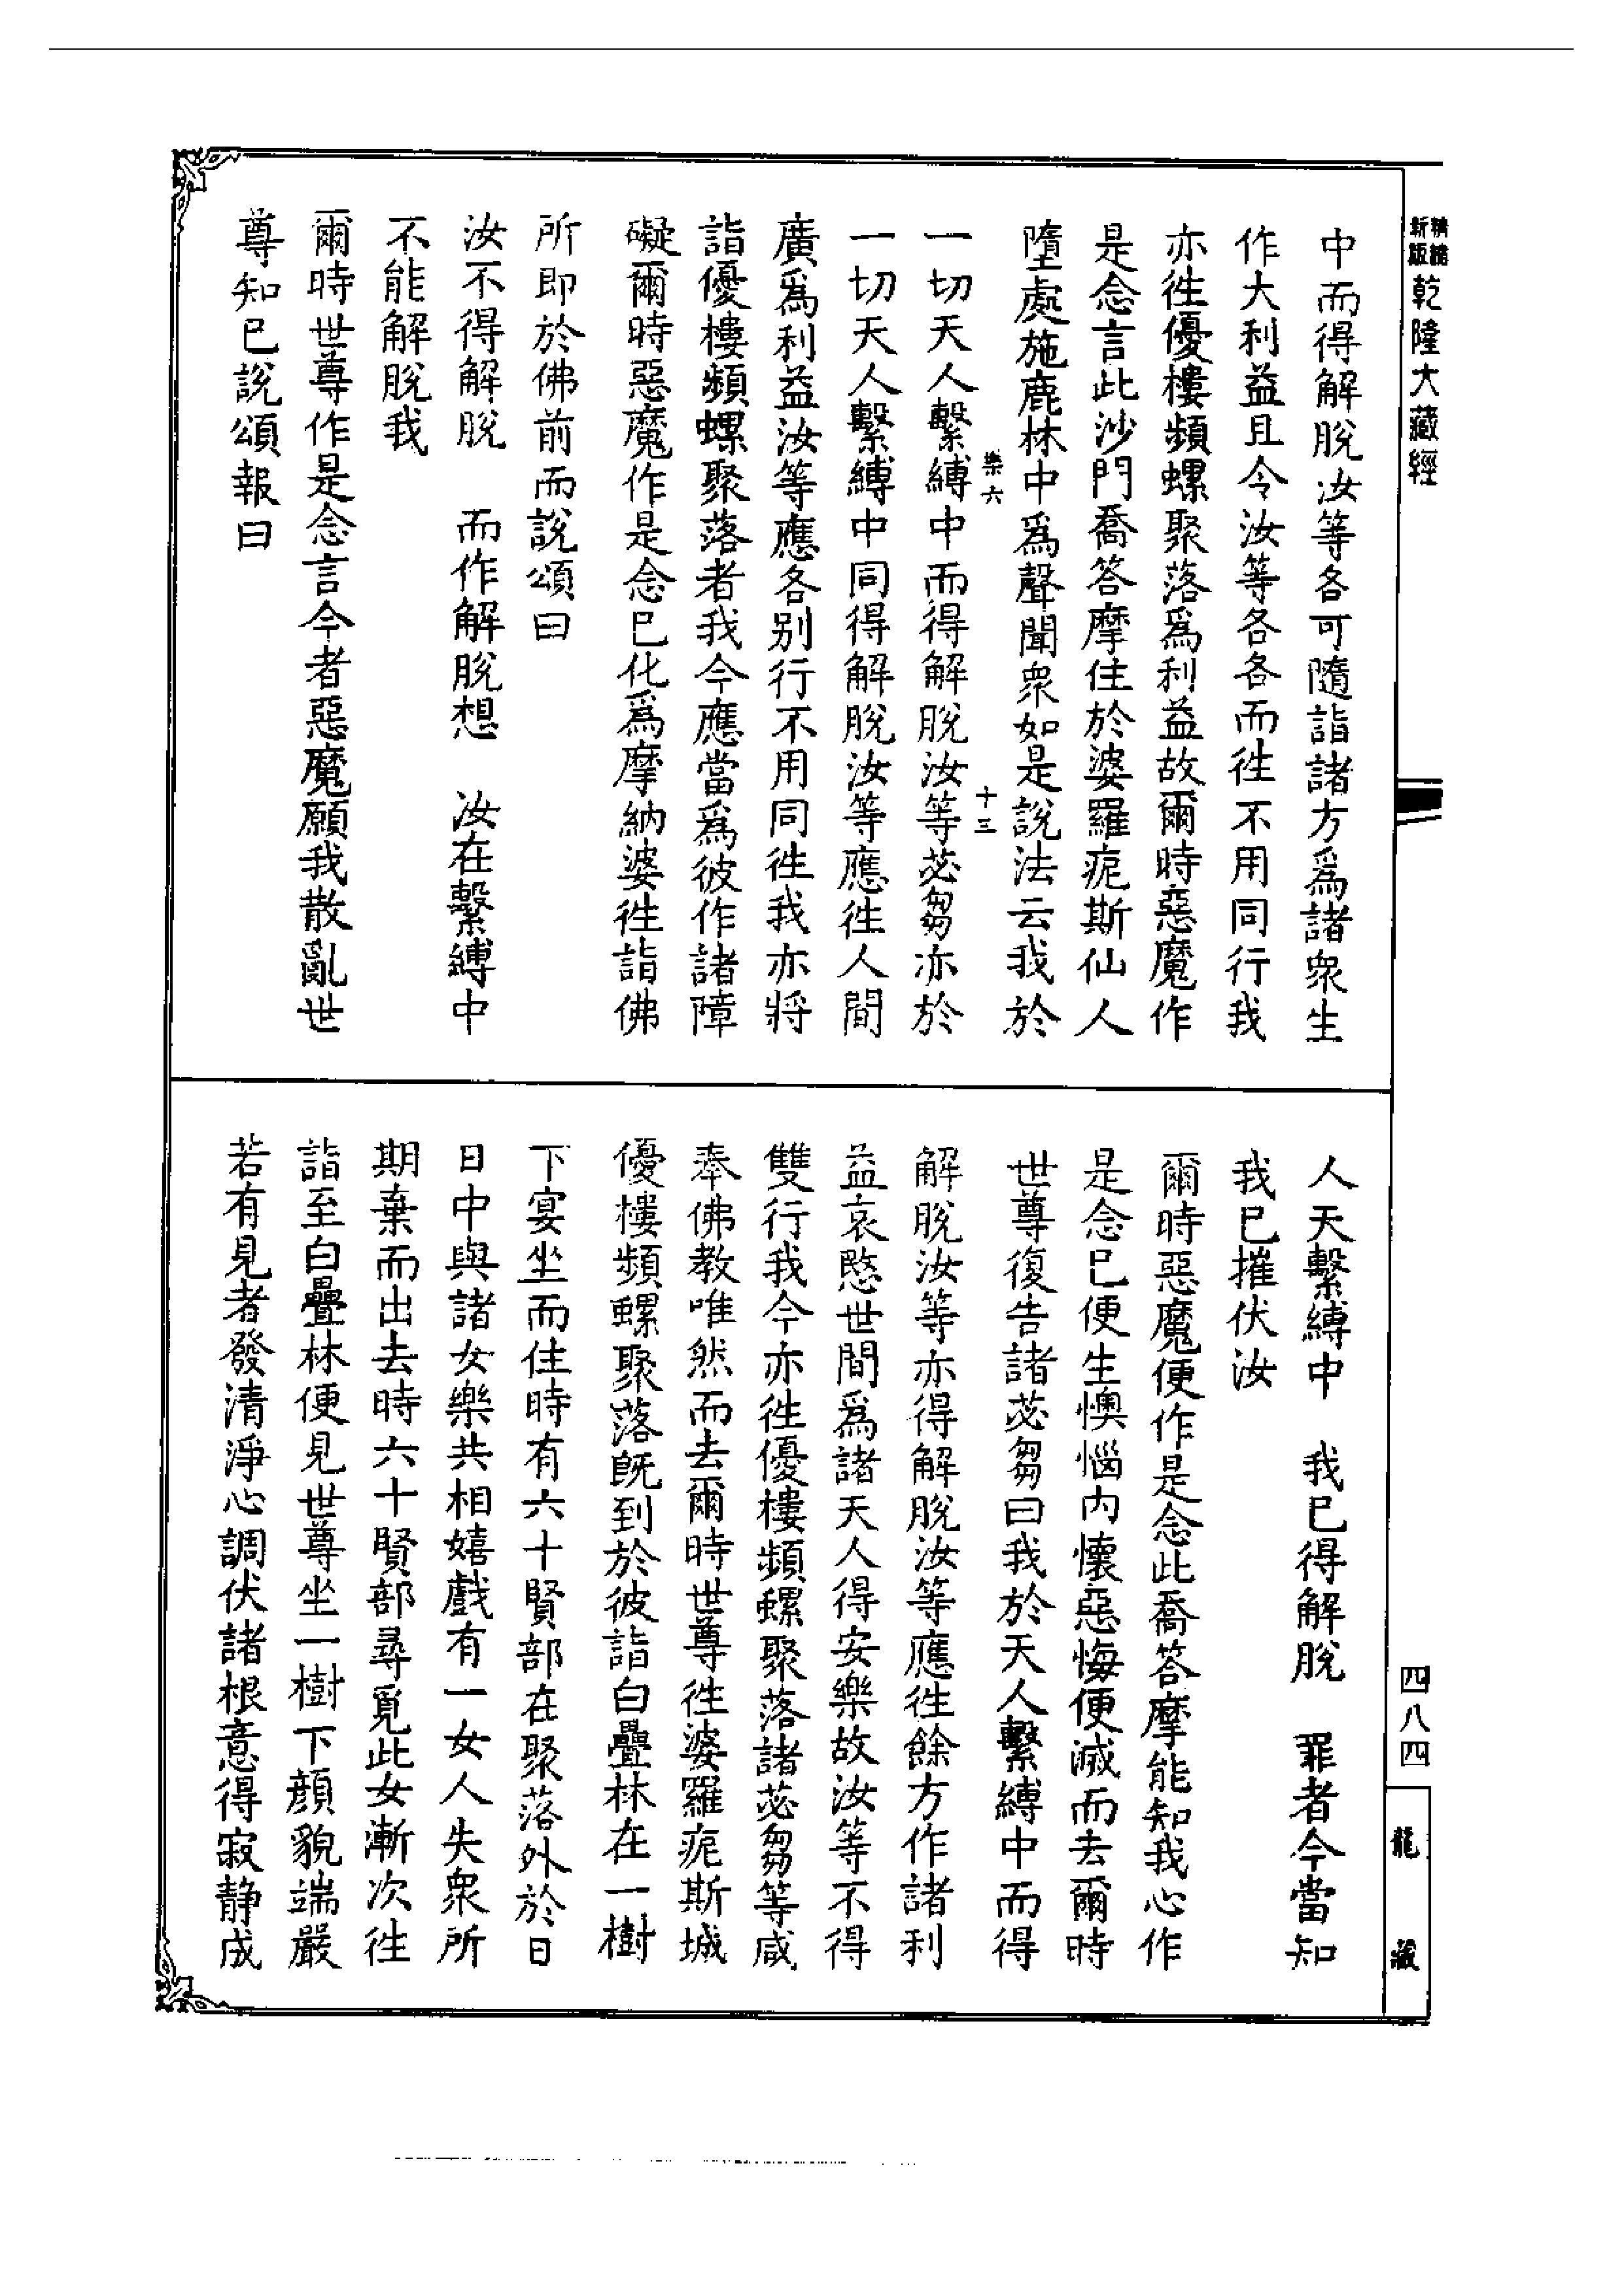 精繕
新版
乾隆大藏經
中而得解脫汝等各可隨詣諸方爲諸衆生
作大利益且令汝等各各而徃不用同行我
亦徃優樓頻螺聚落爲利益故爾時惡魔作
是念言此沙門喬答摩住於婆羅痆斯仙人
墮處施鹿林中爲聲聞衆如是說法云我於
樂六
十三
一切天人繫縛中而得解脫汝等苾芻亦於
一切天人繫縛中同得解脫汝等應徃人間
廣爲利益汝等應各別行不用同徃我亦將
詣優樓頻螺聚落者我今應當爲彼作諸障
礙爾時惡魔作是念已化爲摩納婆徃詣佛
所即於佛前而說頌曰
汝不得解脫　而作解脫想　汝在繫縛中
不能解脫我
爾時世尊作是念言今者惡魔願我散亂世
尊知已說頌報曰
人天繫縛中　我已得解脫　罪者今當知
我已摧伏汝
爾時惡魔便作是念此喬答摩能知我心作
是念已便生懊惱內懷惡悔便滅而去爾時
世尊復告諸苾芻曰我於天人繫縛中而得
解脫汝等亦得解脫汝等應徃餘方作諸利
益哀愍世間爲諸天人得安樂故汝等不得
雙行我今亦徃優樓頻螺聚落諸苾芻等咸
奉佛教唯然而去爾時世尊徃婆羅痆斯城
優樓頻螺聚落旣到於彼詣白疊林在一樹
下宴坐而住時有六十賢部在聚落外於日
日中與諸女樂共相嬉戲有一女人失衆所
期棄而出去時六十賢部尋覓此女漸次徃
詣至白疊林便見世尊坐一樹下顏貌端嚴
若有見者發清淨心調伏諸根意得寂靜成
四八四
龍藏